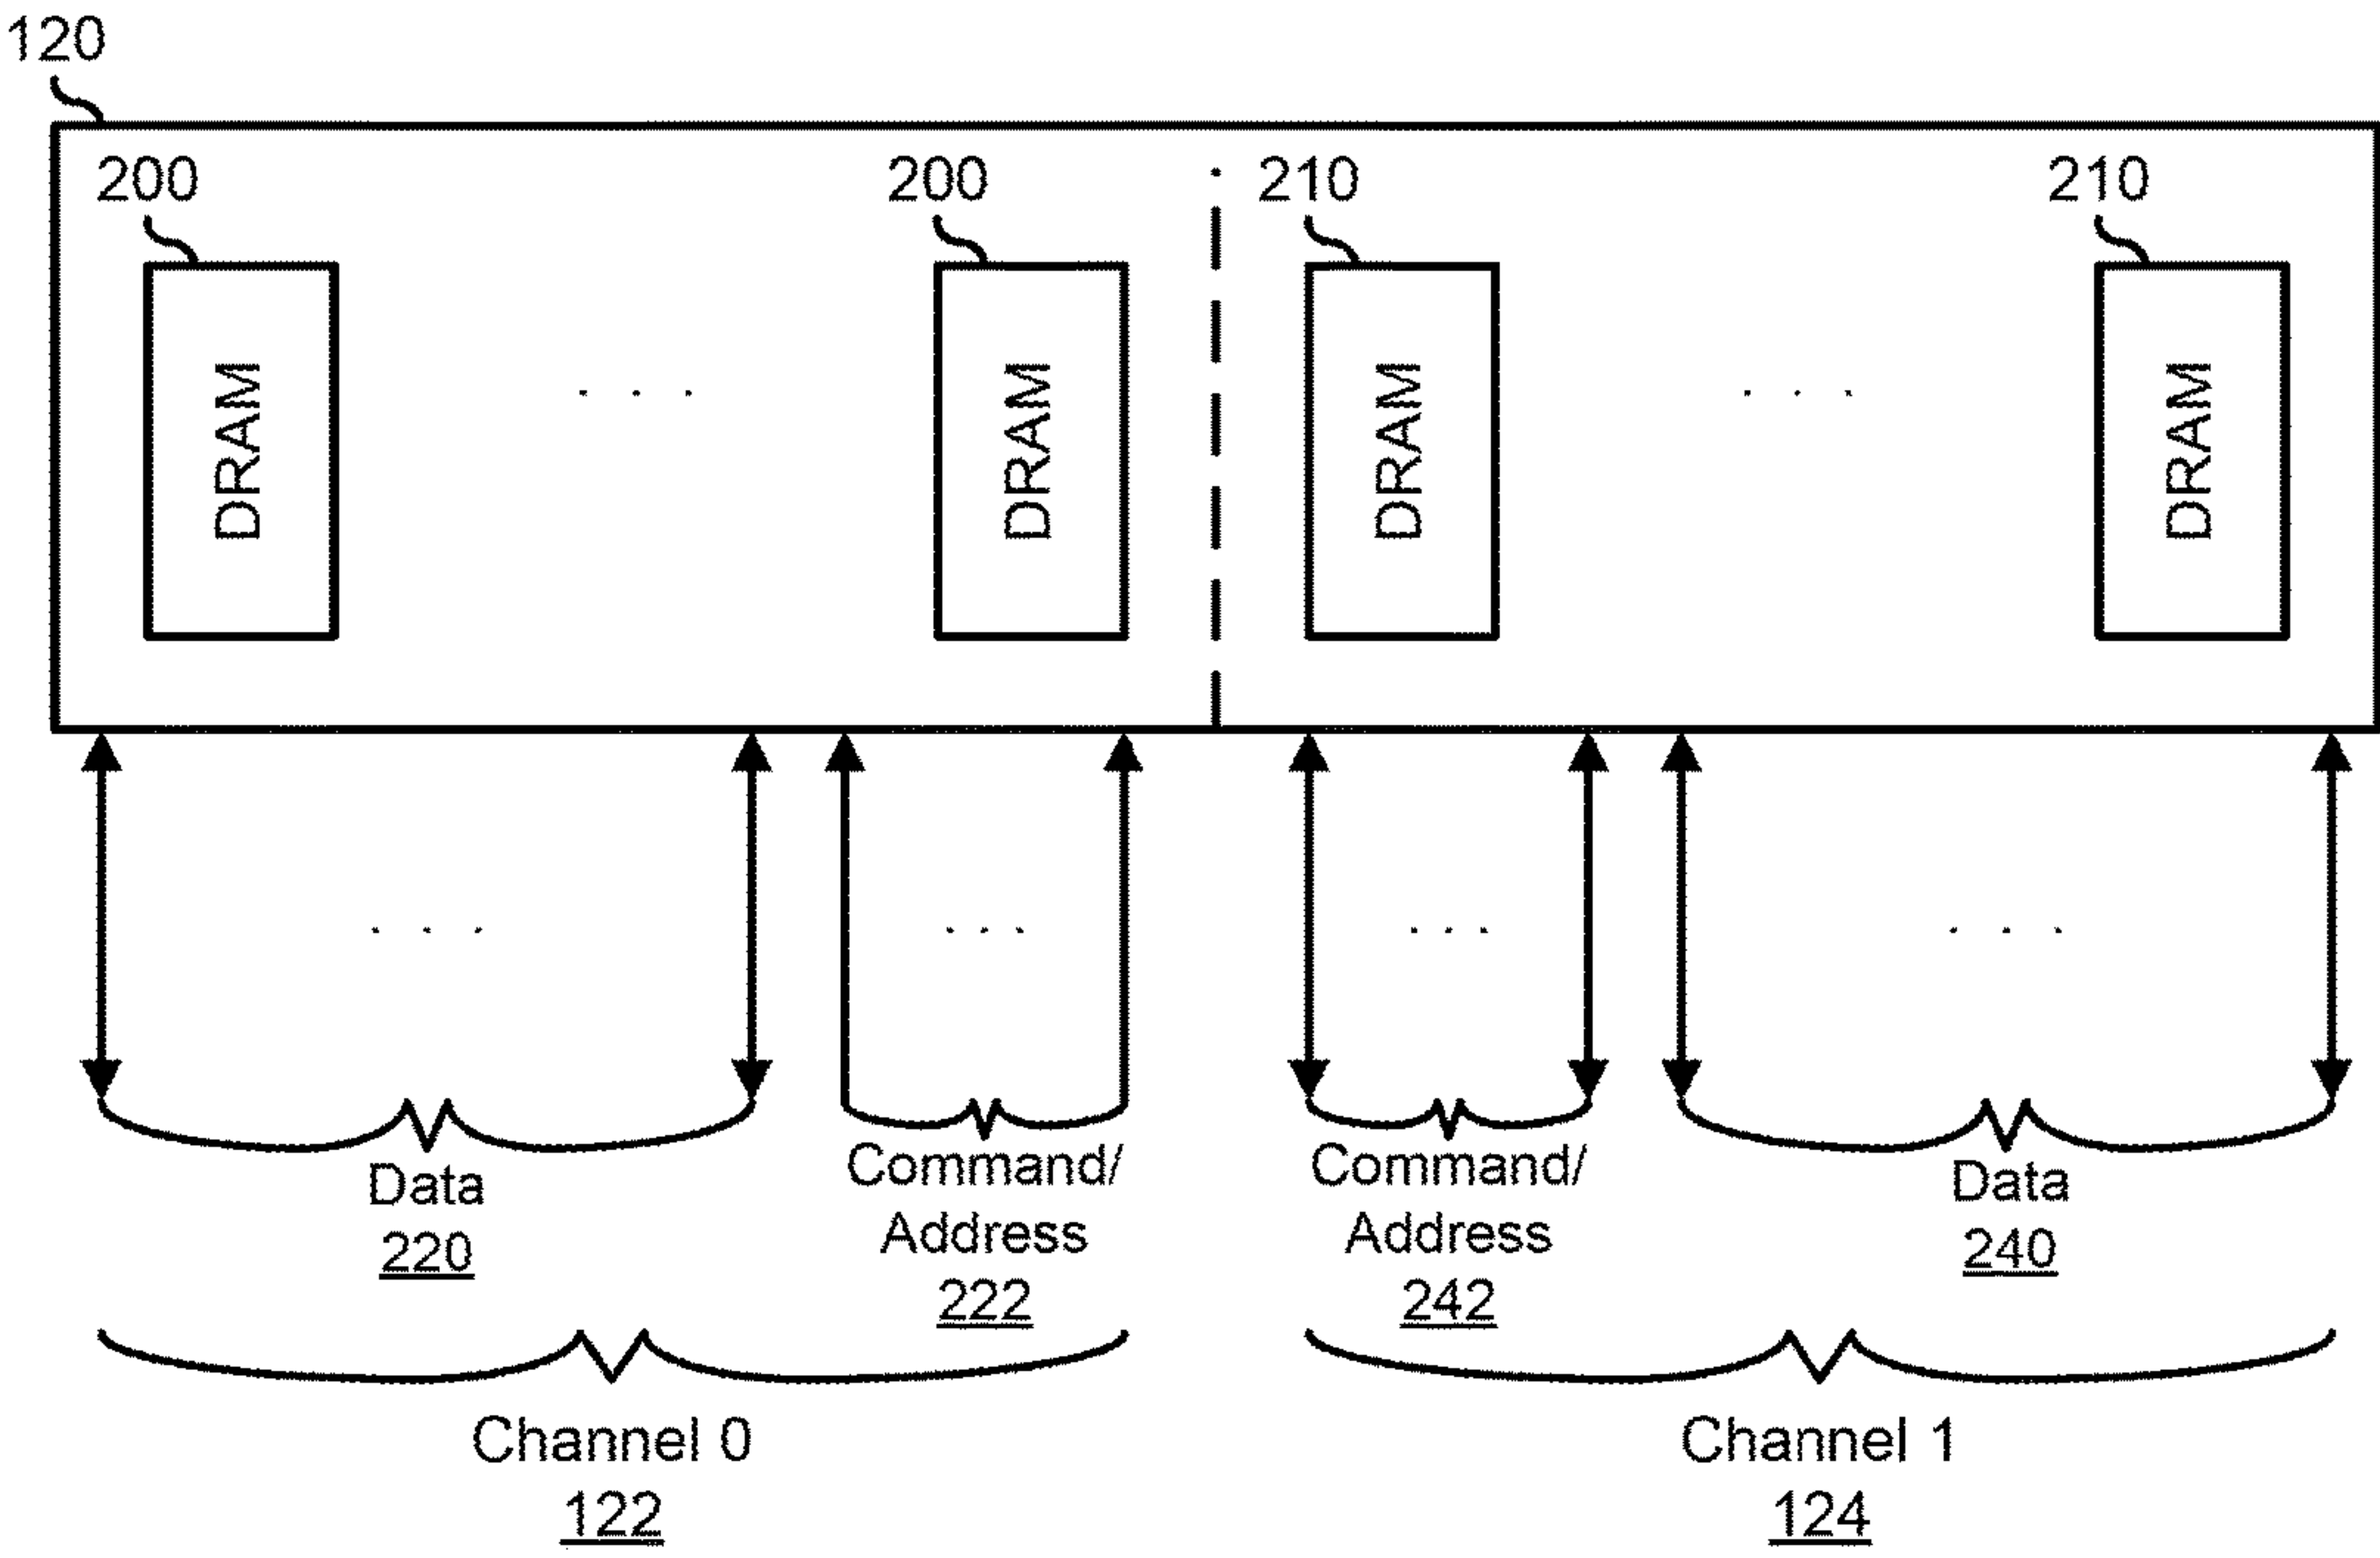 120
200
200
210
210
DRAM
DRAM
DRAM
DRAM
. . .
. . .
. . .
. . .
. . .
. . .
Data
220
Command/
Address
222
Command/
Address
242
Data
240
Channel 0
122
Channel 1
124